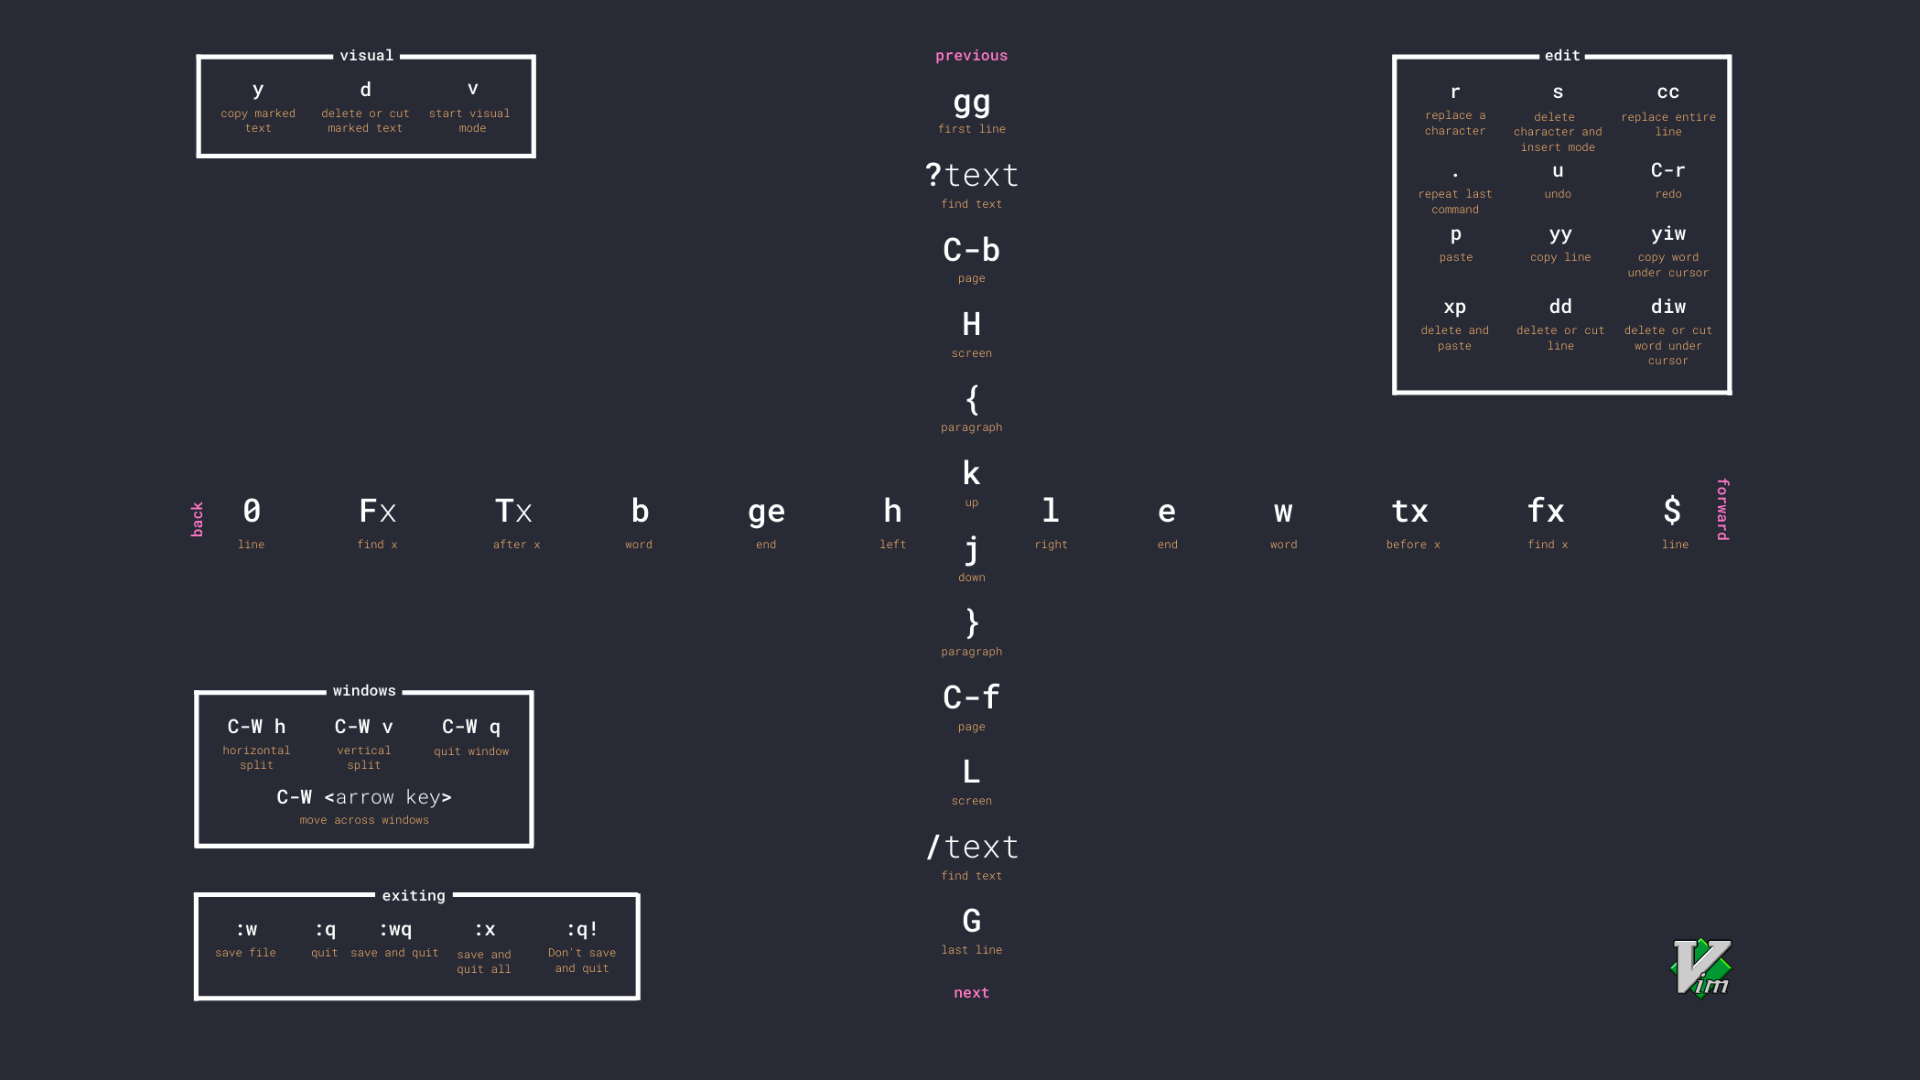 visual
y d v
copy marked text
delete or cut marked text
start visual mode
previous
gg
first line
?text
find text
C-b
page
H
screen
{
paragraph
k
up
j
down
}
paragraph
C-f
page
L
screen
/text
find text
G
last line
next
edit
r s cc
replace a character
delete character and insert mode
replace entire line
. u C-r
repeat last command
undo
redo
p yy yiw
paste
copy line
copy word under cursor
xp dd diw
delete and paste
delete or cut line
delete or cut word under cursor
back
0 Fx Tx b ge h l e w tx fx $
line find x after x word end left right end word before x find x line
forward
windows
C-W h C-W v C-W q
horizontal split
vertical split
quit window
C-W <arrow key>
move across windows
exiting
:w :q :wq :x :q!
save file
quit
save and quit
save and quit all
Don't save and quit
Vim